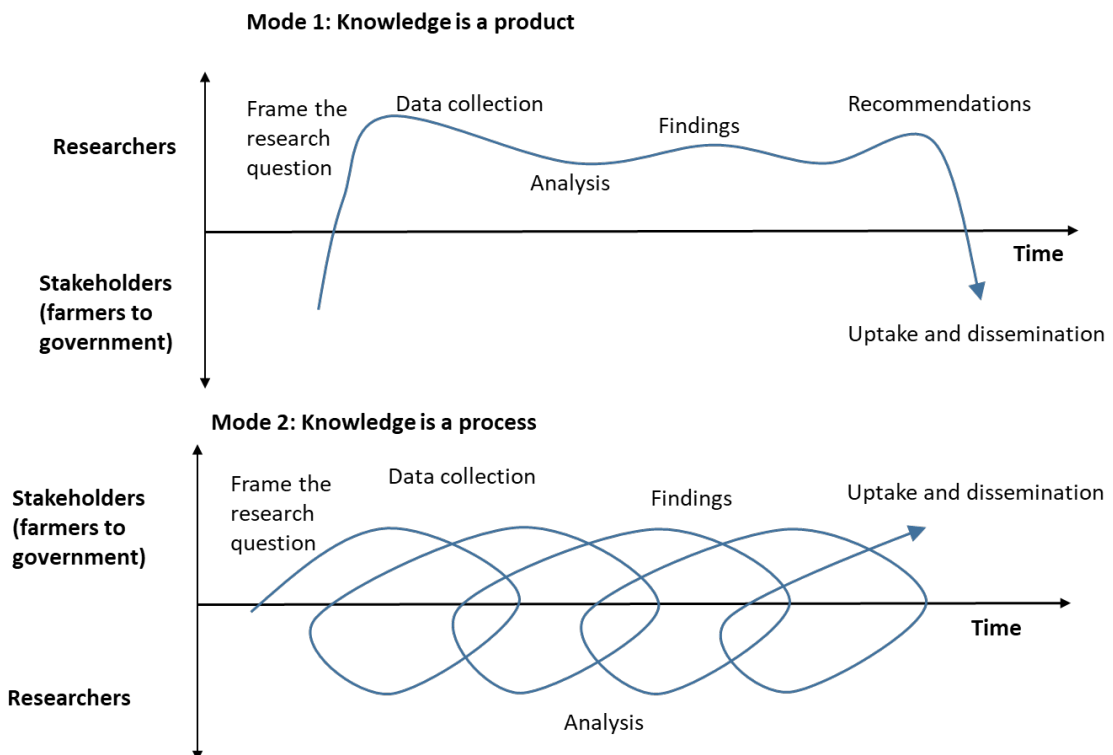 Mode 1: Knowledge is a product
Frame the
research
question
Data collection
Recommendations
Findings
Researchers
Analysis
Time
Stakeholders
(farmers to
government)
Uptake and dissemination
Mode 2: Knowledge is a process
Stakeholders
(farmers to
government)
Frame the
research
question
Data collection
Findings
Uptake and dissemination
Time
Researchers
Analysis